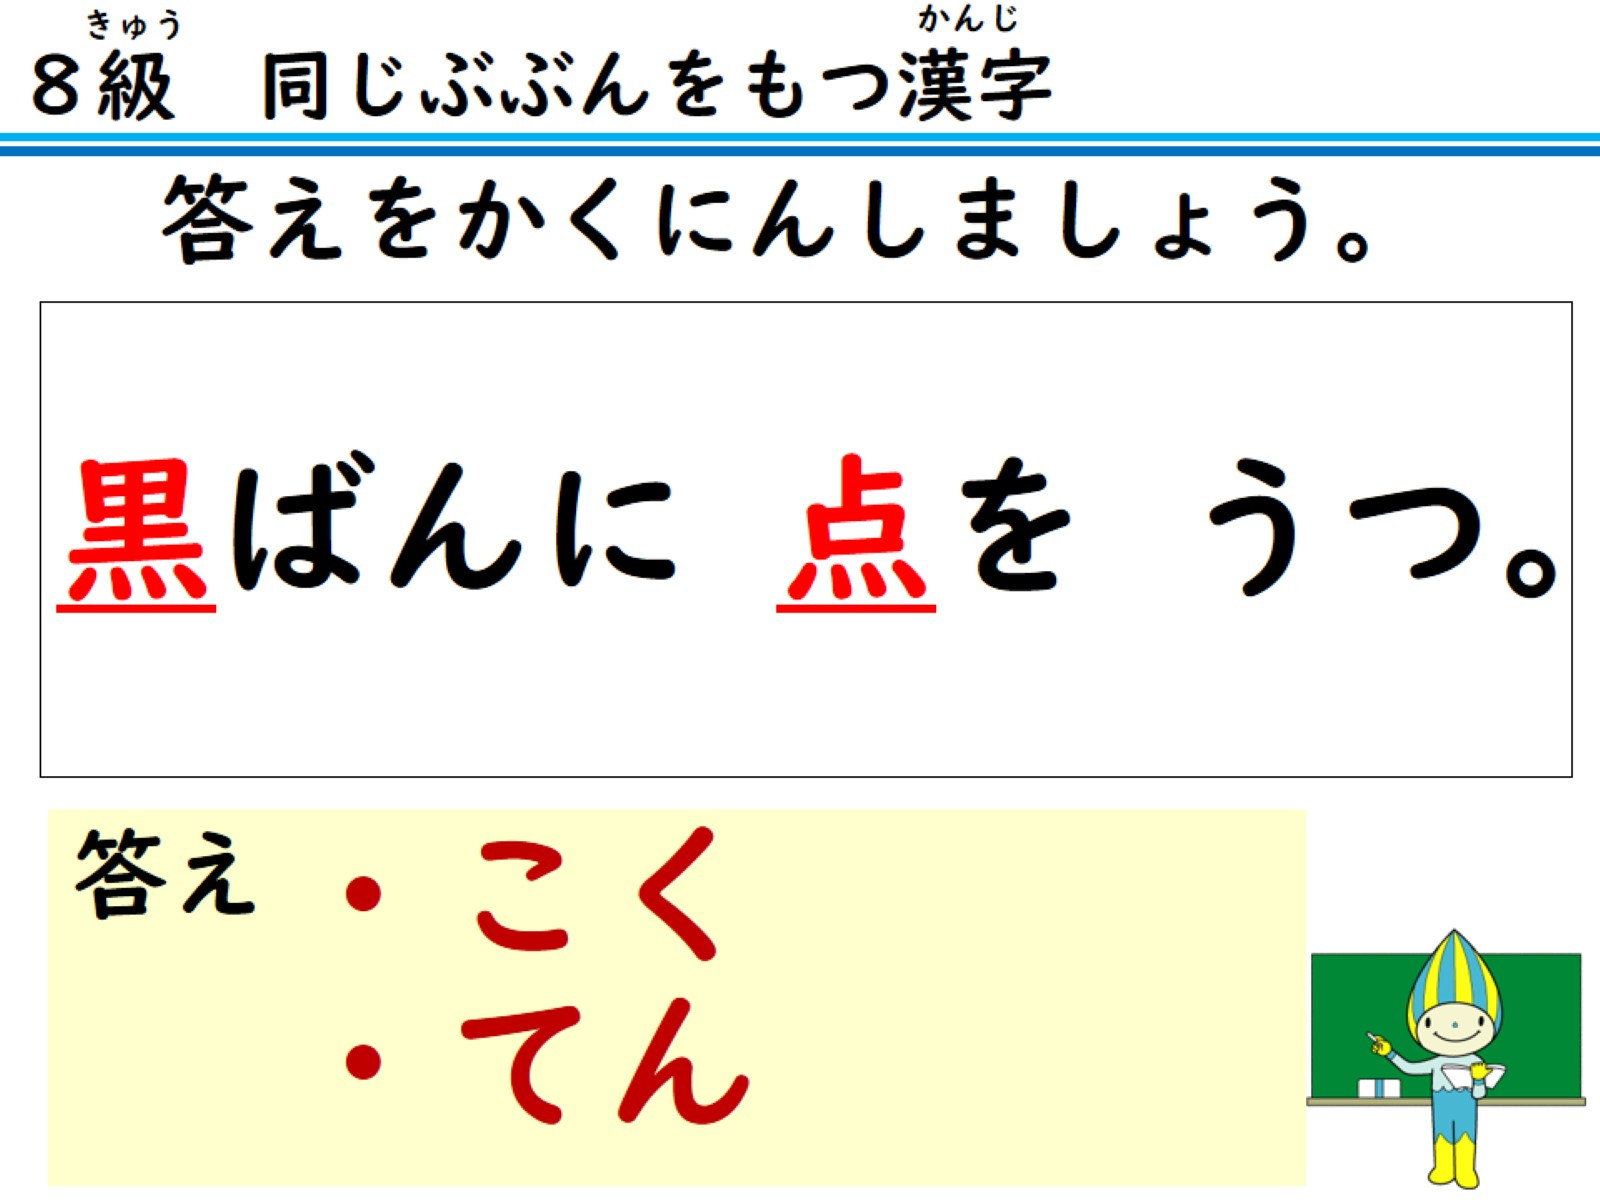 きゅう かんじ
８級 同じぶぶんをもつ漢字
答えをかくにんしましょう。
黒ばんに 点を うつ。
答え ・こく
・てん